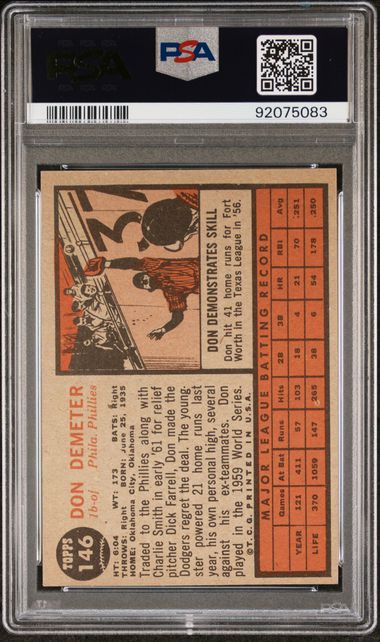 PSA
PSA
92075083
TOPPS
146
DON DEMETER
1b-of Phila. Phillies
HT: 6:04 WT: 173 BATS: Right
THROWS: Right BORN: June 25, 1935
HOME: Oklahoma City, Oklahoma
Traded to the Phillies along with
Charlie Smith in early '61 for relief
pitcher Dick Farrell, Don made the
Dodgers regret the deal. The young-
ster powered 21 home runs last
year, his own personal high, several
against his ex-teammates. Don
played in the 1959 World Series.
©T.C.G. PRINTED IN U.S.A.
37
DON DEMONSTRATES SKILL
Don hit 41 home runs for Fort
Worth in the Texas League in '56.
MAJOR LEAGUE BATTING RECORD
Games At Bat Runs Hits 2B 3B HR RBI Avg.
YEAR 121 411 57 103 18 4 21 70 .251
LIFE 370 1059 147 265 38 6 54 178 .250